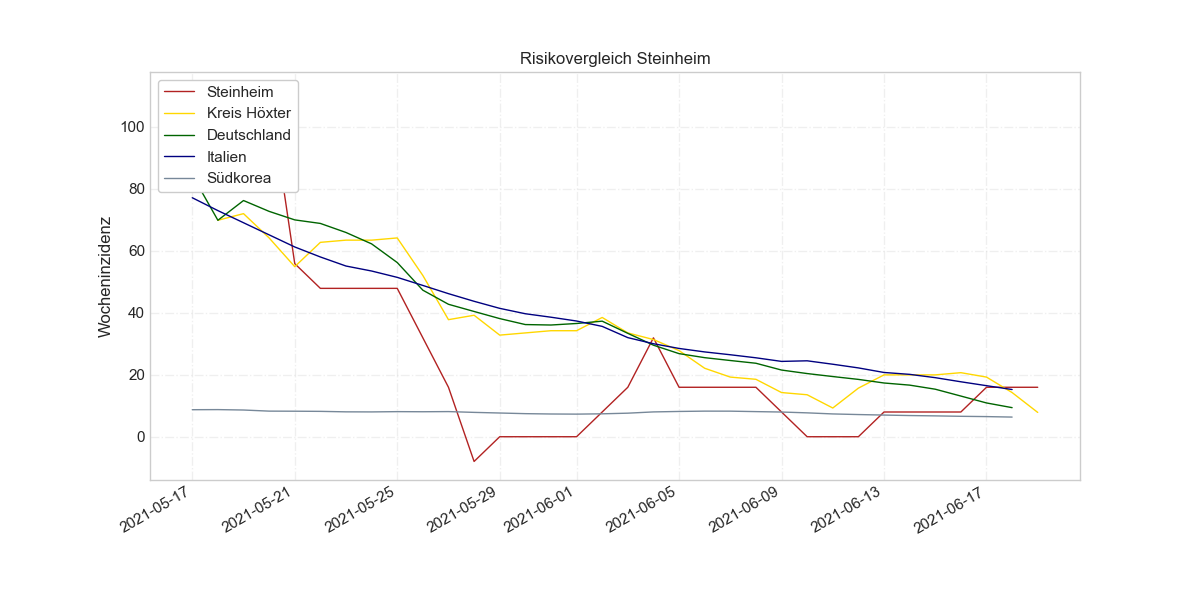 Risikovergleich Steinheim
Steinheim
Kreis Höxter
Deutschland
Italien
Südkorea
Wocheninzidenz
100
80
60
40
20
0
2021-05-17
2021-05-21
2021-05-25
2021-05-29
2021-06-01
2021-06-05
2021-06-09
2021-06-13
2021-06-17